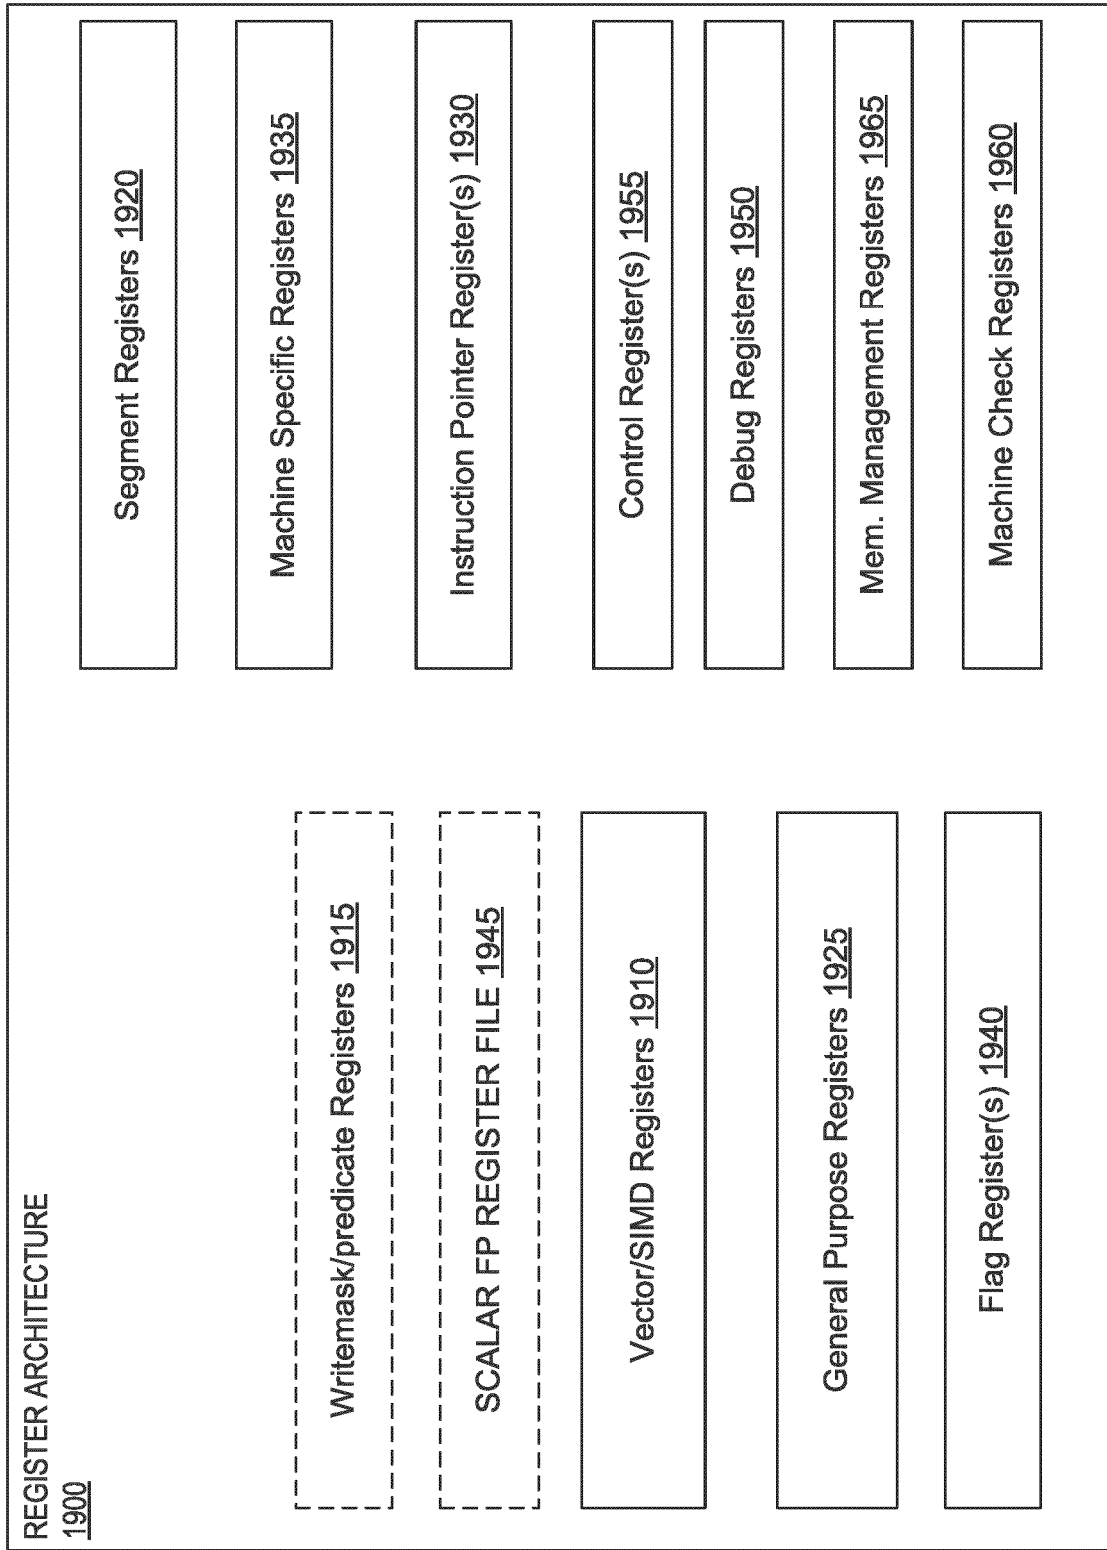 REGISTER ARCHITECTURE
1900
Writemask/predicate Registers 1915
SCALAR FP REGISTER FILE 1945
Vector/SIMD Registers 1910
General Purpose Registers 1925
Flag Register(s) 1940
Segment Registers 1920
Machine Specific Registers 1935
Instruction Pointer Register(s) 1930
Control Register(s) 1955
Debug Registers 1950
Mem. Management Registers 1965
Machine Check Registers 1960